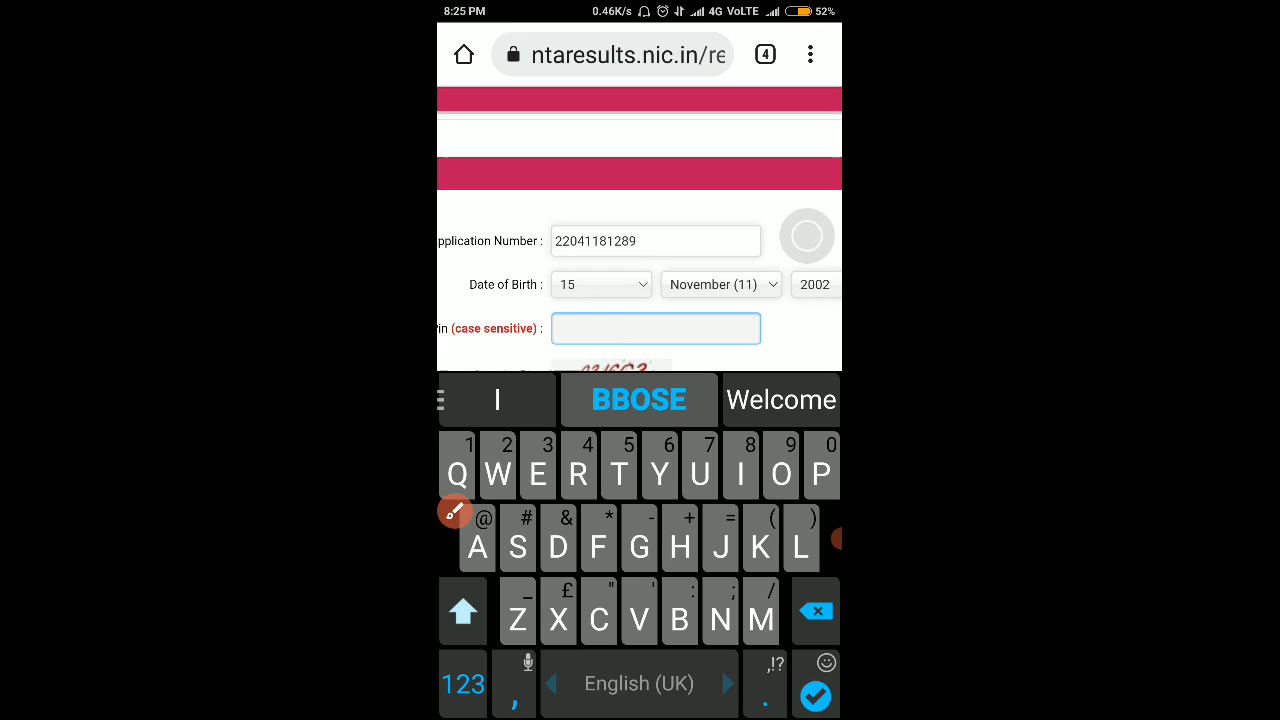 8:25 PM 0.46K/s 4G VoLTE 52%
ntaresults.nic.in/re 4
pplication Number : 22041181289
Date of Birth : 15 November (11) 2002
in (case sensitive) :
I BBOSE Welcome
1 2 3 4 5 6 7 8 9 0
Q W E R T Y U I O P
@ # & * - + = ( )
A S D F G H J K L
_ £ " ' : ; /
Z X C V B N M
,!?
123 , English (UK) .